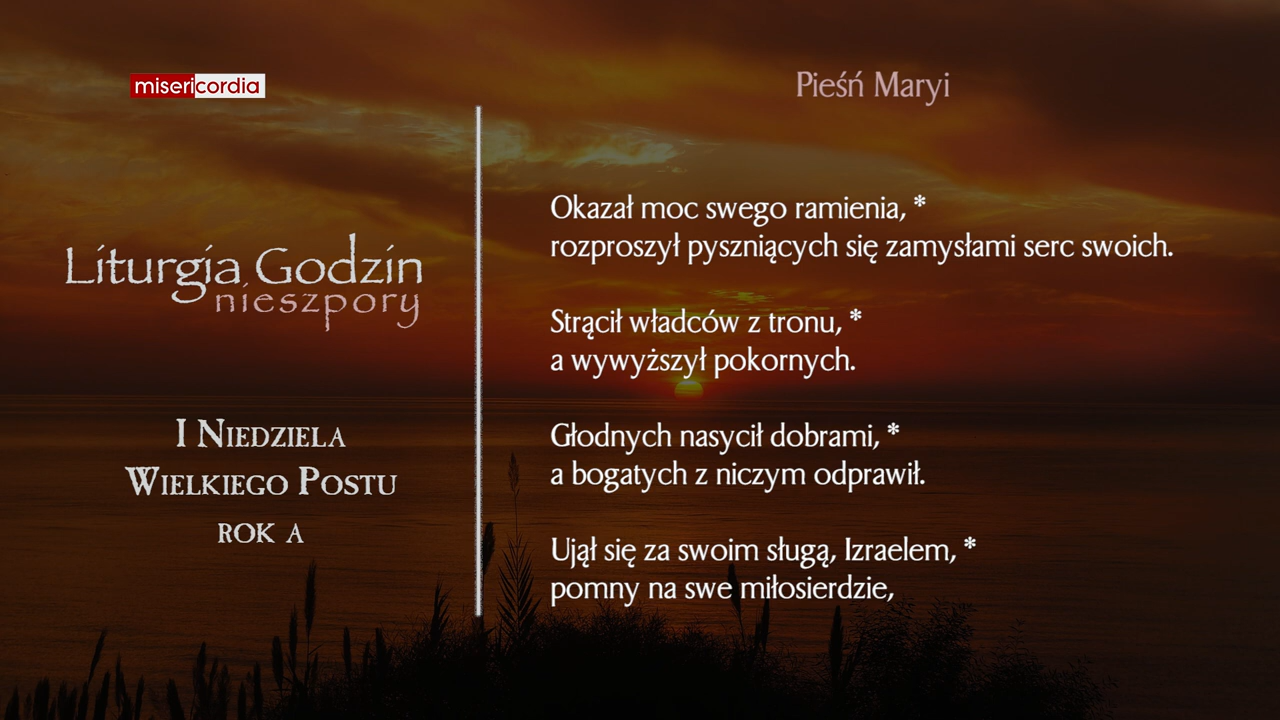 misericordia
Liturgia Godzin
nieszpory
I Niedziela
Wielkiego Postu
rok A
Pieśń Maryi
Okazał moc swego ramienia, *
rozproszył pyszniących się zamysłami serc swoich.
Strącił władców z tronu, *
a wywyższył pokornych.
Głodnych nasycił dobrami, *
a bogatych z niczym odprawił.
Ujął się za swoim sługą, Izraelem, *
pomny na swe miłosierdzie,